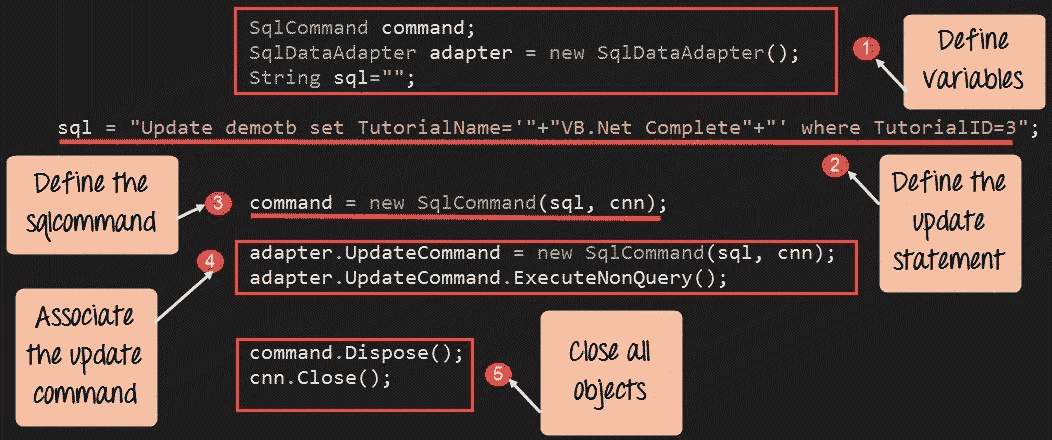 SqlCommand command;
SqlDataAdapter adapter = new SqlDataAdapter();
String sql="";
1
Define
variables
sql = "Update demotb set TutorialName='"+"VB.Net Complete"+"' where TutorialID=3";
2
Define the
update
statement
Define the
sqlcommand
3
command = new SqlCommand(sql, cnn);
4
adapter.UpdateCommand = new SqlCommand(sql, cnn);
adapter.UpdateCommand.ExecuteNonQuery();
Associate
the update
command
command.Dispose();
cnn.Close();
5
Close all
objects